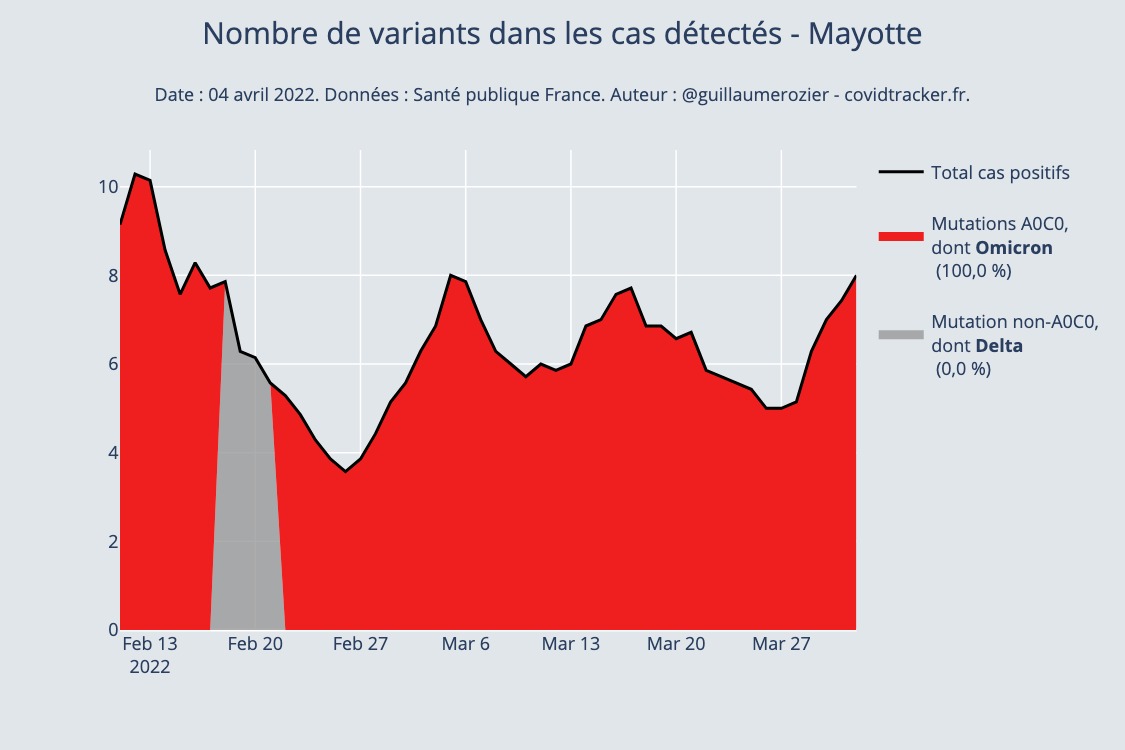 Nombre de variants dans les cas détectés - Mayotte
Date : 04 avril 2022. Données : Santé publique France. Auteur : @guillaumerozier - covidtracker.fr.
10
8
6
4
2
0
Feb 13
2022
Feb 20
Feb 27
Mar 6
Mar 13
Mar 20
Mar 27
Total cas positifs
Mutations A0C0,
dont Omicron
(100,0 %)
Mutation non-A0C0,
dont Delta
(0,0 %)